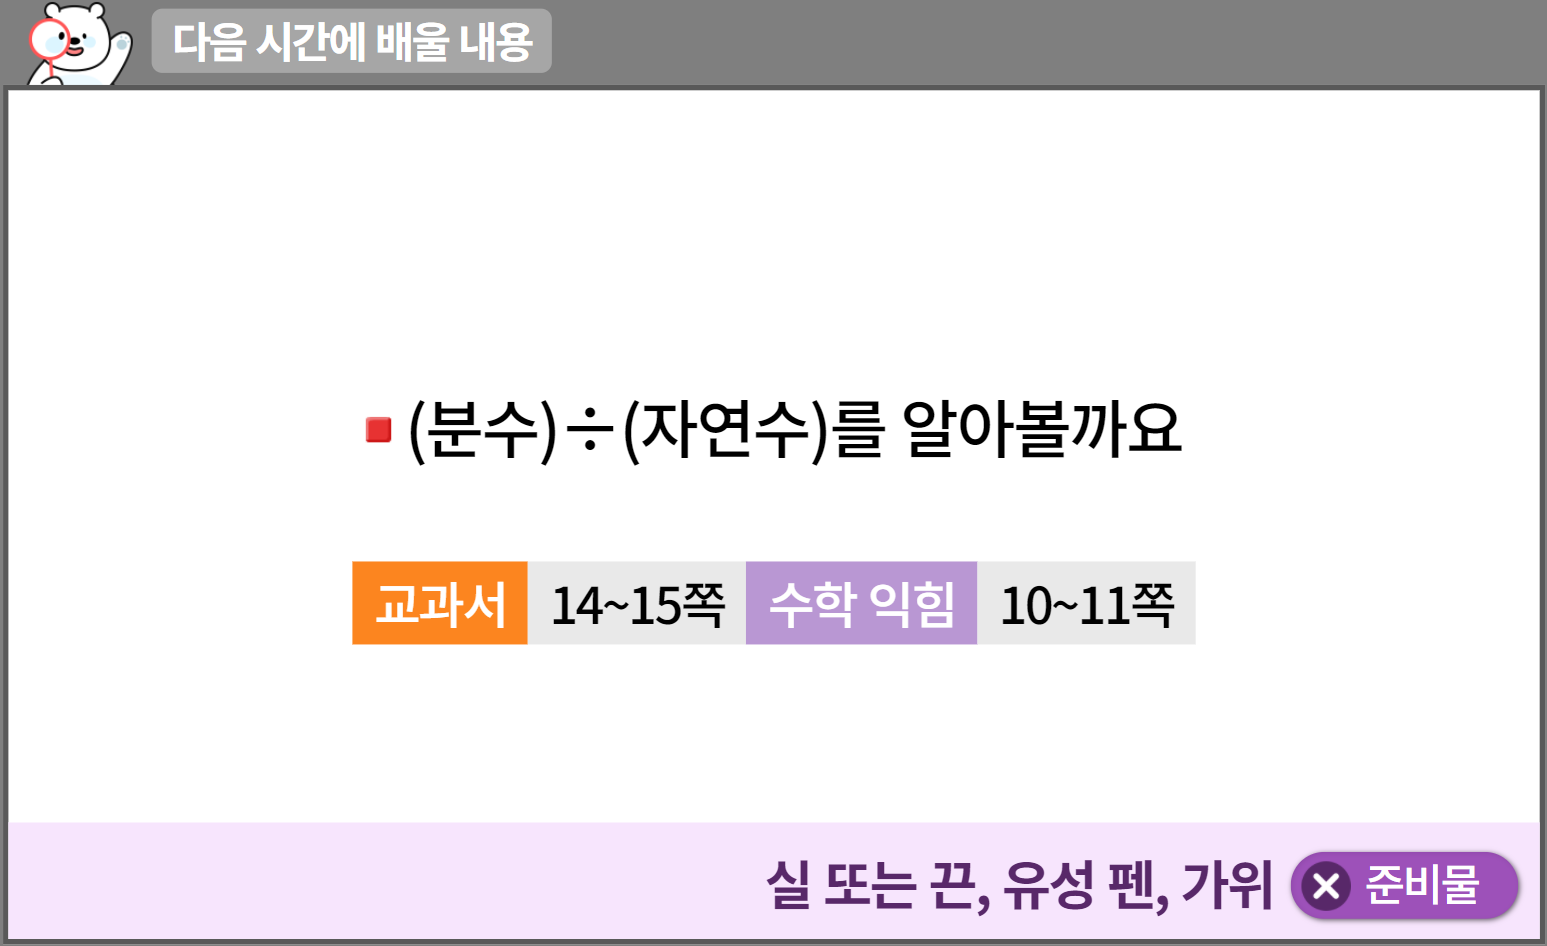 다음 시간에 배울 내용
(분수)÷(자연수)를 알아볼까요
교과서 14~15쪽 수학 익힘 10~11쪽
실 또는 끈, 유성 펜, 가위 준비물